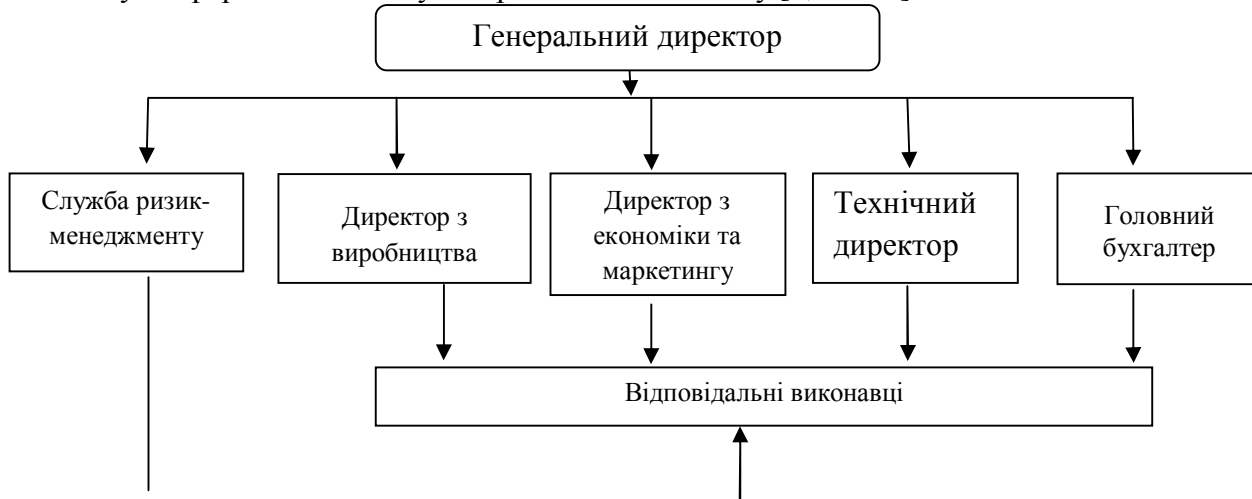 Генеральний директор
Служба ризик-
менеджменту
Директор з
виробництва
Директор з
економіки та
маркетингу
Технічний
директор
Головний
бухгалтер
Відповідальні виконавці